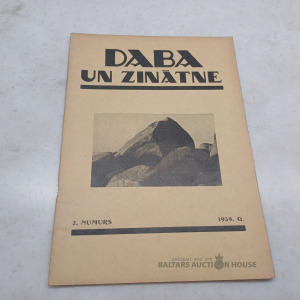 DABA
UN ZINĀTNE
2. NUMURS 1939. G.
BALTARS AUCTION HOUSE